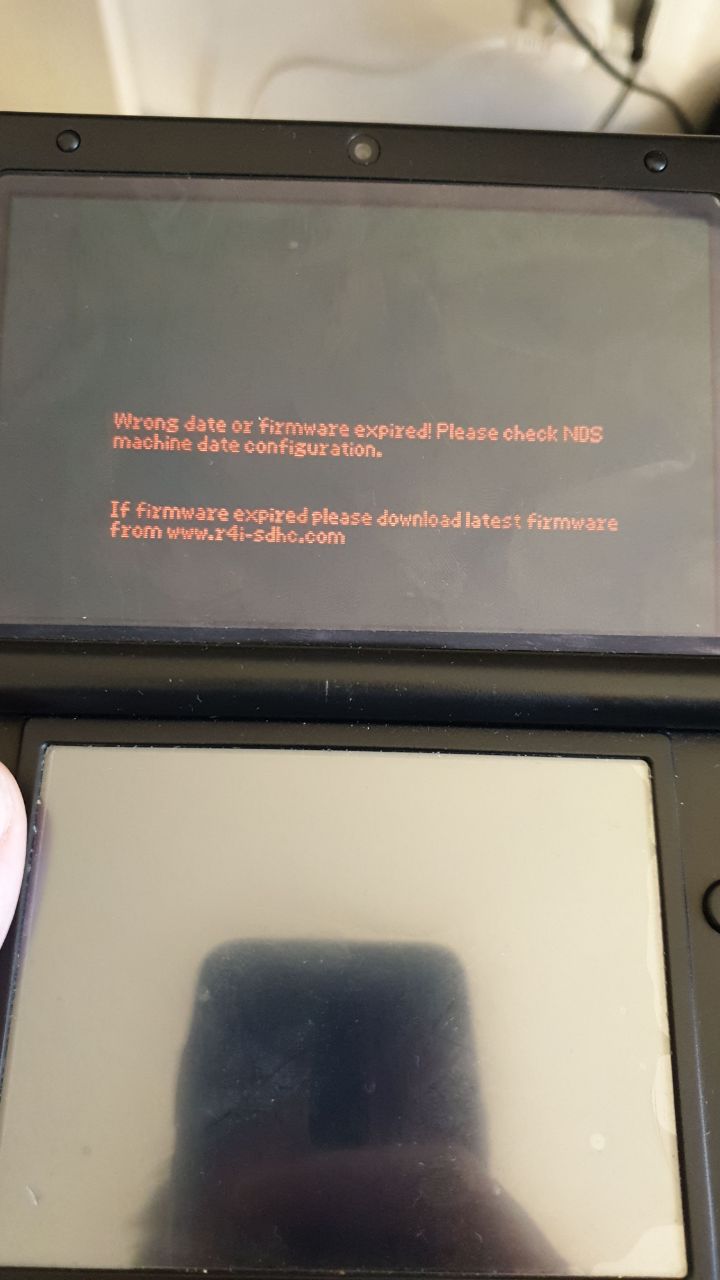 Wrong date or firmware expired! Please check NDS
machine date configuration.
If firmware expired please download latest firmware
from www.r4i-sdhc.com